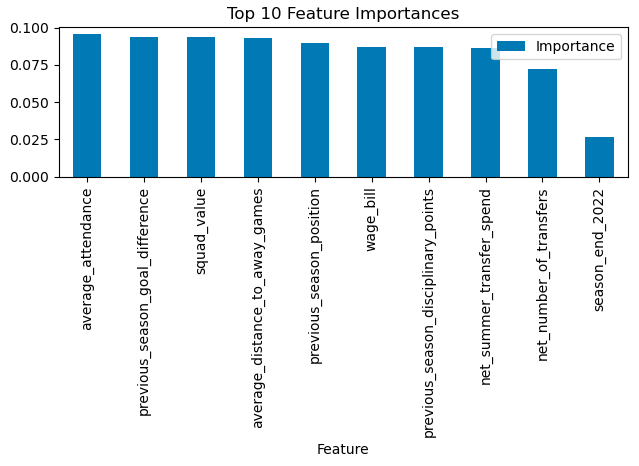 Top 10 Feature Importances
Importance
0.100
0.075
0.050
0.025
0.000
average_attendance
previous_season_goal_difference
squad_value
average_distance_to_away_games
previous_season_position
wage_bill
previous_season_disciplinary_points
net_summer_transfer_spend
net_number_of_transfers
season_end_2022
Feature